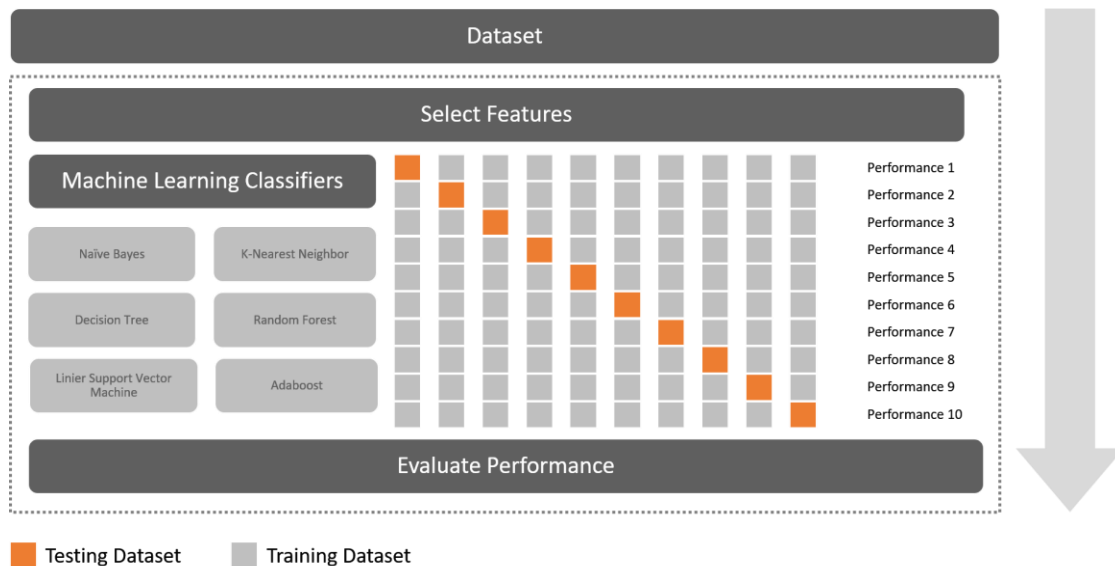 Dataset
Select Features
Machine Learning Classifiers
Naïve Bayes
K-Nearest Neighbor
Decision Tree
Random Forest
Linier Support Vector
Machine
Adaboost
Performance 1
Performance 2
Performance 3
Performance 4
Performance 5
Performance 6
Performance 7
Performance 8
Performance 9
Performance 10
Evaluate Performance
Testing Dataset
Training Dataset